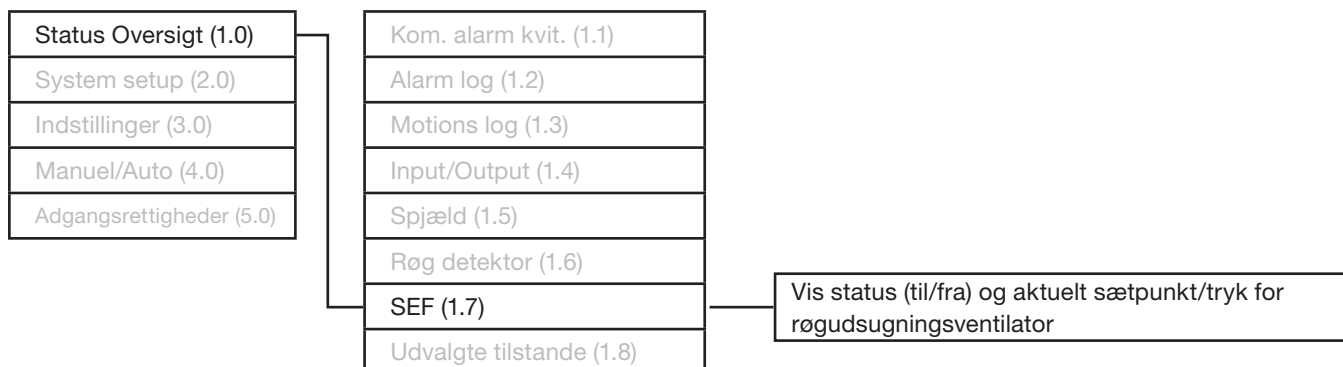 Status Oversigt (1.0)
System setup (2.0)
Indstillinger (3.0)
Manuel/Auto (4.0)
Adgangsrettigheder (5.0)
Kom. alarm kvit. (1.1)
Alarm log (1.2)
Motions log (1.3)
Input/Output (1.4)
Spjæld (1.5)
Røg detektor (1.6)
SEF (1.7)
Udvalgte tilstande (1.8)
Vis status (til/fra) og aktuelt sætpunkt/tryk for
røgudsugningsventilator